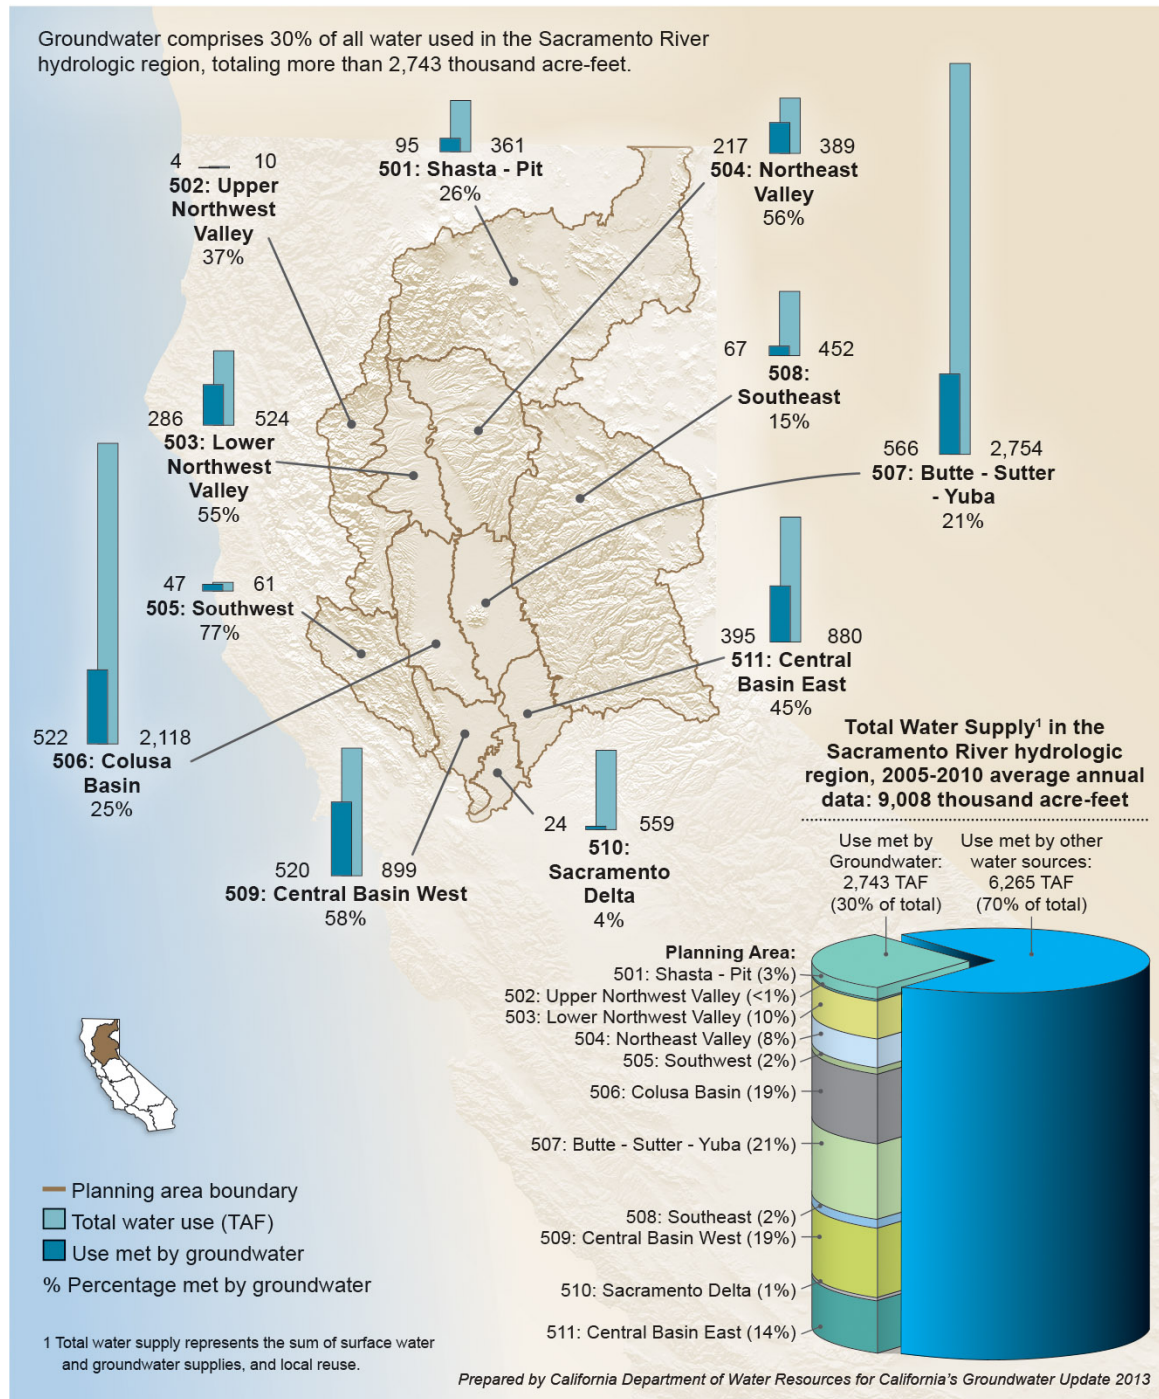 Groundwater comprises 30% of all water used in the Sacramento River
hydrologic region, totaling more than 2,743 thousand acre-feet.
4 10
502: Upper
Northwest
Valley
37%
95 361
501: Shasta - Pit
26%
217 389
504: Northeast
Valley
56%
67 452
508:
Southeast
15%
566 2,754
507: Butte - Sutter
- Yuba
21%
286 524
503: Lower
Northwest
Valley
55%
47 61
505: Southwest
77%
522 2,118
506: Colusa
Basin
25%
395 880
511: Central
Basin East
45%
520 899
509: Central Basin West
58%
24 559
510:
Sacramento
Delta
4%
Total Water Supply¹ in the
Sacramento River hydrologic
region, 2005-2010 average annual
data: 9,008 thousand acre-feet
Use met by
Groundwater:
2,743 TAF
(30% of total)
Use met by other
water sources:
6,265 TAF
(70% of total)
Planning Area:
501: Shasta - Pit (3%)
502: Upper Northwest Valley (<1%)
503: Lower Northwest Valley (10%)
504: Northeast Valley (8%)
505: Southwest (2%)
506: Colusa Basin (19%)
507: Butte - Sutter - Yuba (21%)
508: Southeast (2%)
509: Central Basin West (19%)
510: Sacramento Delta (1%)
511: Central Basin East (14%)
Planning area boundary
Total water use (TAF)
Use met by groundwater
% Percentage met by groundwater
1 Total water supply represents the sum of surface water
and groundwater supplies, and local reuse.
Prepared by California Department of Water Resources for California's Groundwater Update 2013